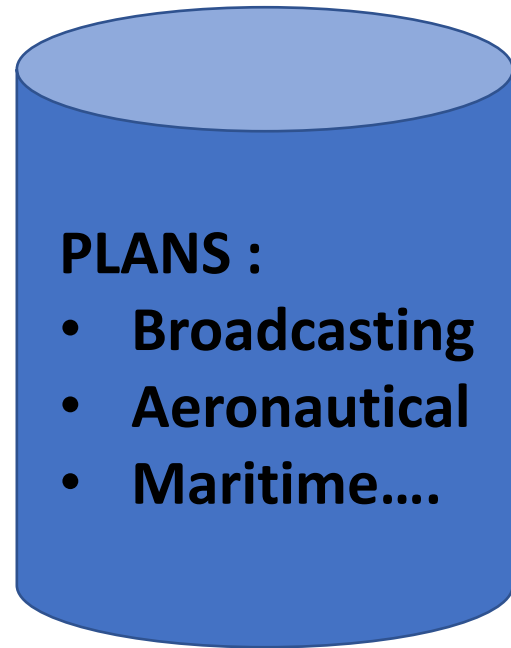 PLANS :
• Broadcasting
• Aeronautical
• Maritime….